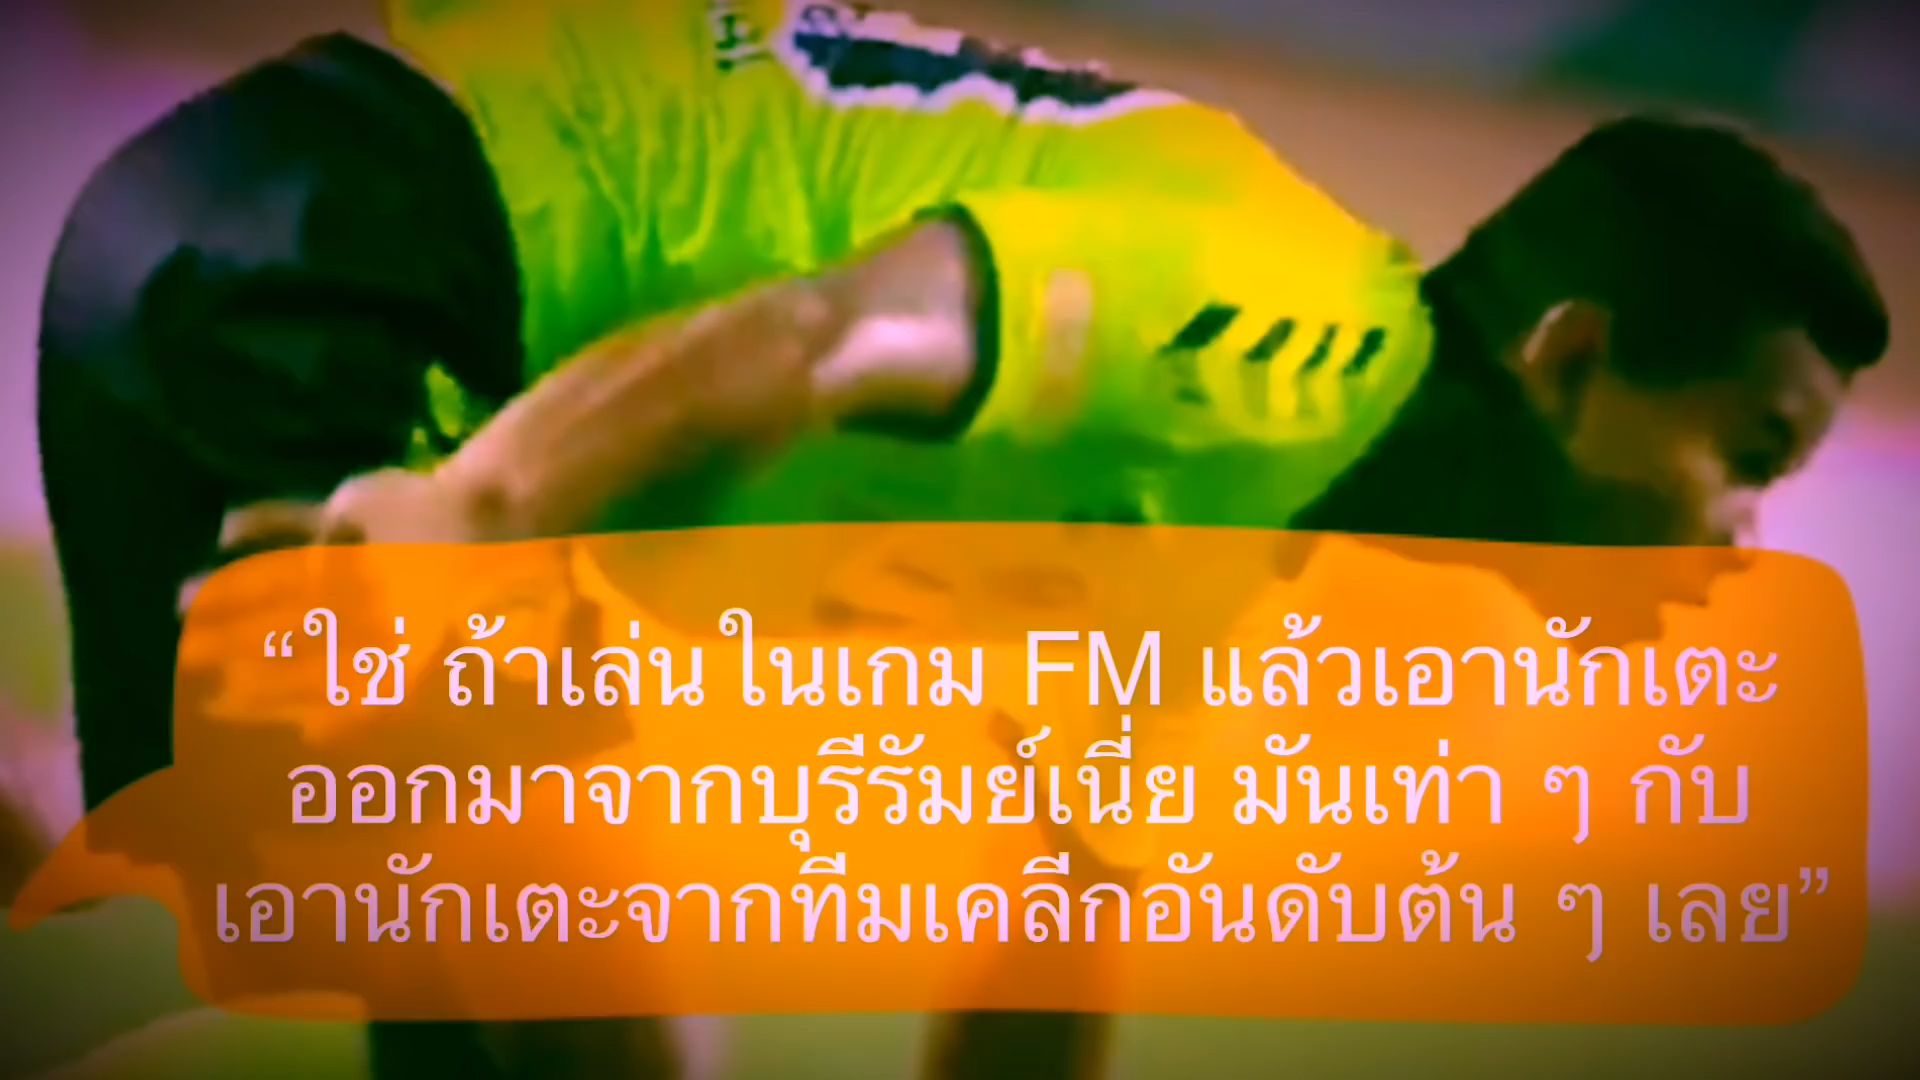 “ใช่ ถ้าเล่นในเกม FM แล้วเอานักเตะ
ออกมาจากบุรีรัมย์เนี่ย มันเท่า ๆ กับ
เอานักเตะจากทีมเคลีกอันดับต้น ๆ เลย”